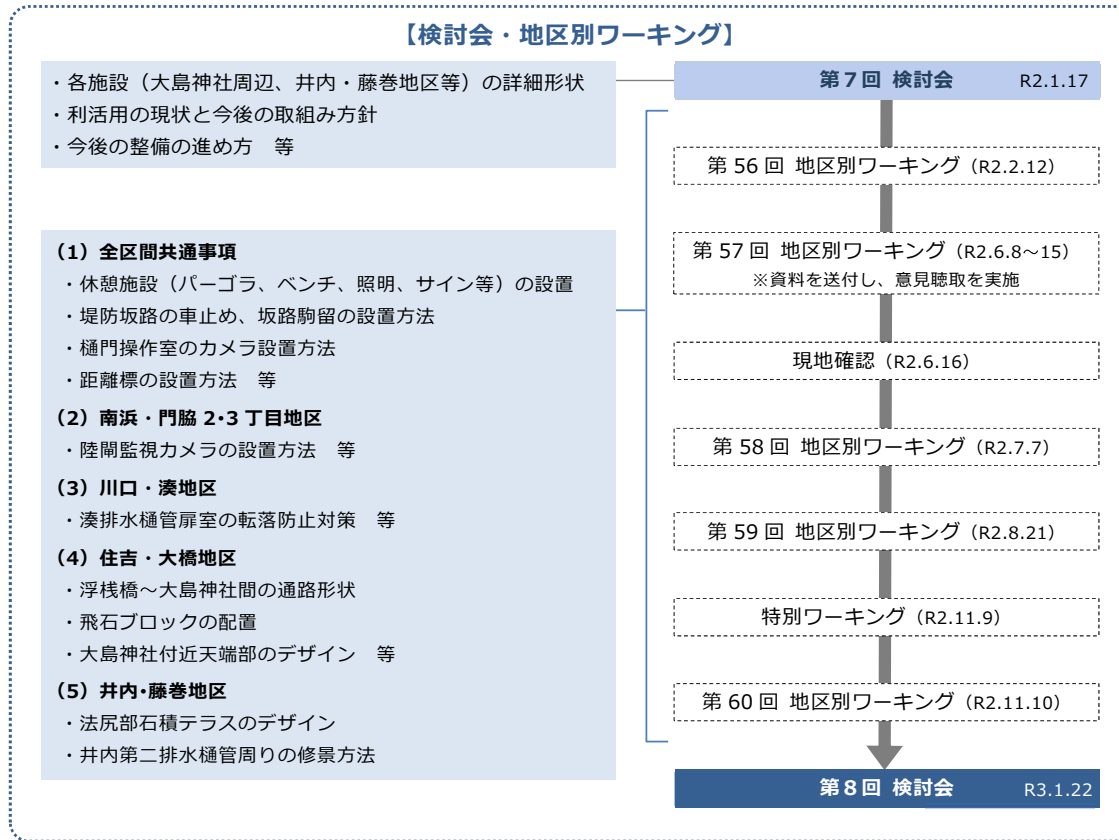 【検討会・地区別ワーキング】
・各施設（大島神社周辺、井内・藤巻地区等）の詳細形状
・利活用の現状と今後の取組み方針
・今後の整備の進め方　等
（1）全区間共通事項
・休憩施設（パーゴラ、ベンチ、照明、サイン等）の設置
・堤防坂路の車止め、坂路駒留の設置方法
・樋門操作室のカメラ設置方法
・距離標の設置方法　等
（2）南浜・門脇 2･3 丁目地区
・陸閘監視カメラの設置方法　等
（3）川口・湊地区
・湊排水樋管扉室の転落防止対策　等
（4）住吉・大橋地区
・浮桟橋～大島神社間の通路形状
・飛石ブロックの配置
・大島神社付近天端部のデザイン　等
（5）井内･藤巻地区
・法尻部石積テラスのデザイン
・井内第二排水樋管周りの修景方法
第７回 検討会　R2.1.17
第 56 回 地区別ワーキング（R2.2.12）
第 57 回 地区別ワーキング（R2.6.8～15）
※資料を送付し、意見聴取を実施
現地確認（R2.6.16）
第 58 回 地区別ワーキング（R2.7.7）
第 59 回 地区別ワーキング（R2.8.21）
特別ワーキング（R2.11.9）
第 60 回 地区別ワーキング（R2.11.10）
第８回 検討会　R3.1.22